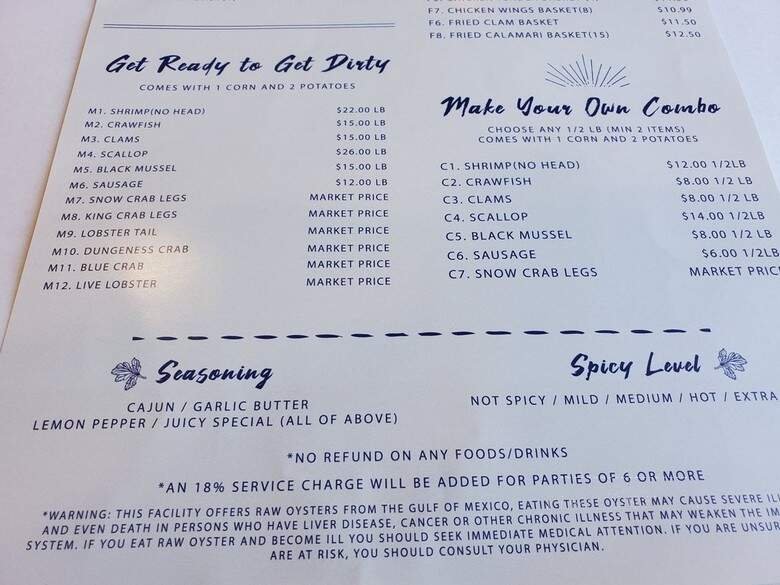 F7. CHICKEN WINGS BASKET(8) $10.99
F6. FRIED CLAM BASKET $11.50
F8. FRIED CALAMARI BASKET(15) $12.50
Get Ready to Get Dirty
COMES WITH 1 CORN AND 2 POTATOES
M1. SHRIMP(NO HEAD) $22.00 LB
M2. CRAWFISH $15.00 LB
M3. CLAMS $15.00 LB
M4. SCALLOP $26.00 LB
M5. BLACK MUSSEL $15.00 LB
M6. SAUSAGE $12.00 LB
M7. SNOW CRAB LEGS MARKET PRICE
M8. KING CRAB LEGS MARKET PRICE
M9. LOBSTER TAIL MARKET PRICE
M10. DUNGENESS CRAB MARKET PRICE
M11. BLUE CRAB MARKET PRICE
M12. LIVE LOBSTER MARKET PRICE
Make Your Own Combo
CHOOSE ANY 1/2 LB (MIN 2 ITEMS)
COMES WITH 1 CORN AND 2 POTATOES
C1. SHRIMP(NO HEAD) $12.00 1/2LB
C2. CRAWFISH $8.00 1/2 LB
C3. CLAMS $8.00 1/2 LB
C4. SCALLOP $14.00 1/2LB
C5. BLACK MUSSEL $8.00 1/2 LB
C6. SAUSAGE $6.00 1/2LB
C7. SNOW CRAB LEGS MARKET PRIC
Seasoning
CAJUN / GARLIC BUTTER
LEMON PEPPER / JUICY SPECIAL (ALL OF ABOVE)
Spicy Level
NOT SPICY / MILD / MEDIUM / HOT / EXTRA
*NO REFUND ON ANY FOODS/DRINKS
*AN 18% SERVICE CHARGE WILL BE ADDED FOR PARTIES OF 6 OR MORE
*WARNING: THIS FACILITY OFFERS RAW OYSTERS FROM THE GULF OF MEXICO, EATING THESE OYSTER MAY CAUSE SEVERE ILL
AND EVEN DEATH IN PERSONS WHO HAVE LIVER DISEASE, CANCER OR OTHER CHRONIC ILLNESS THAT MAY WEAKEN THE IM
SYSTEM. IF YOU EAT RAW OYSTER AND BECOME ILL YOU SHOULD SEEK IMMEDIATE MEDICAL ATTENTION. IF YOU ARE UNSUR
ARE AT RISK, YOU SHOULD CONSULT YOUR PHYSICIAN.